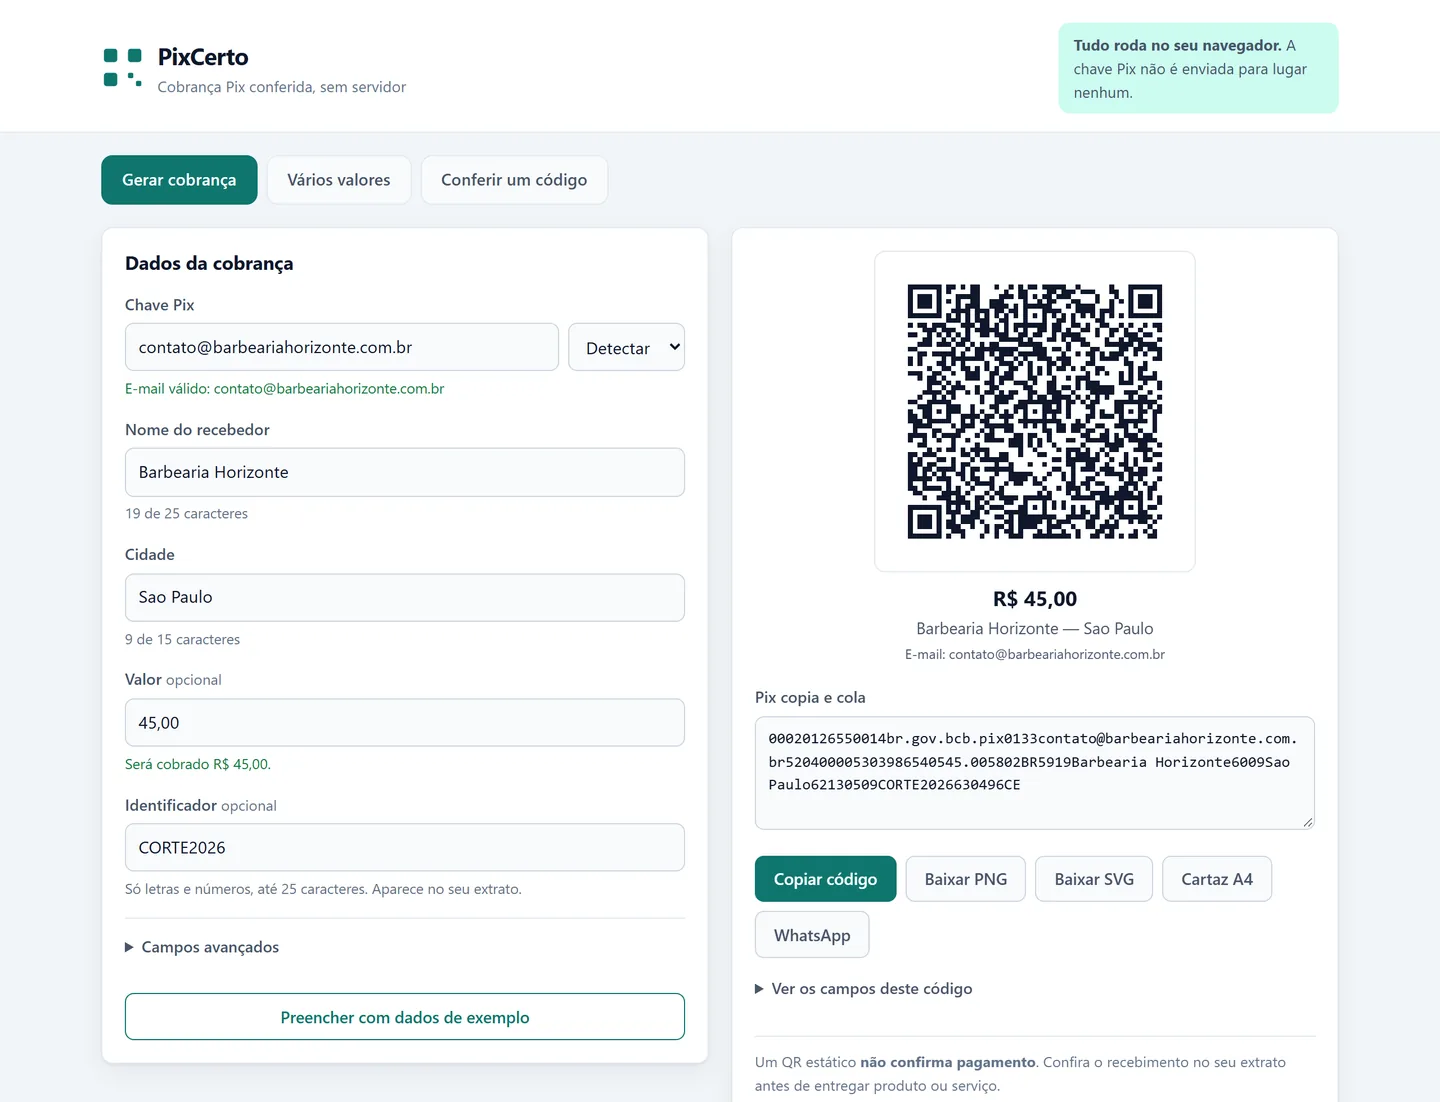 PixCerto
Cobrança Pix conferida, sem servidor
Tudo roda no seu navegador. A
chave Pix não é enviada para lugar
nenhum.
Gerar cobrança
Vários valores
Conferir um código
Dados da cobrança
Chave Pix
contato@barbeariahorizonte.com.br
Detectar
E-mail válido: contato@barbeariahorizonte.com.br
Nome do recebedor
Barbearia Horizonte
19 de 25 caracteres
Cidade
Sao Paulo
9 de 15 caracteres
Valor opcional
45,00
Será cobrado R$ 45,00.
Identificador opcional
CORTE2026
Só letras e números, até 25 caracteres. Aparece no seu extrato.
Campos avançados
Preencher com dados de exemplo
R$ 45,00
Barbearia Horizonte — Sao Paulo
E-mail: contato@barbeariahorizonte.com.br
Pix copia e cola
00020126550014br.gov.bcb.pix0133contato@barbeariahorizonte.com.
br520400005303986540545.005802BR5919Barbearia Horizonte6009Sao
Paulo62130509CORTE2026630496CE
Copiar código
Baixar PNG
Baixar SVG
Cartaz A4
WhatsApp
Ver os campos deste código
Um QR estático não confirma pagamento. Confira o recebimento no seu extrato
antes de entregar produto ou serviço.